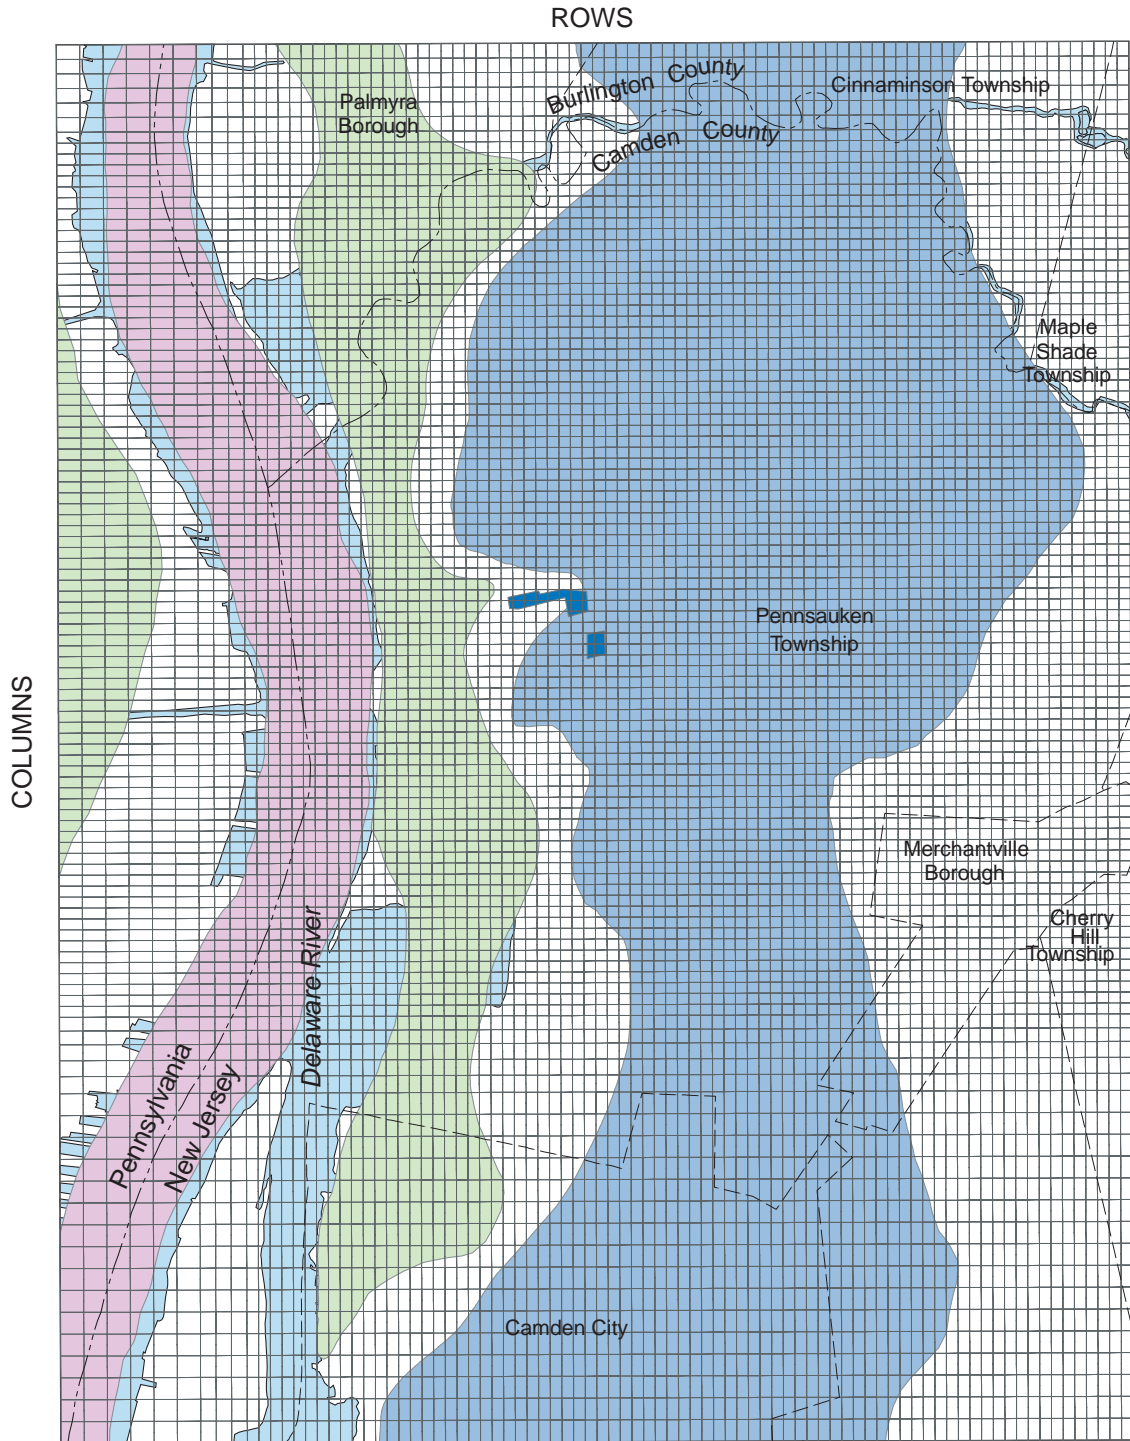 ROWS
Burlington County
Cinnaminson Township
Palmyra
Borough
Camden County
Maple
Shade
Township
Pennsauken
Township
COLUMNS
Merchantville
Borough
Cherry
Hill
Township
Delaware River
Pennsylvania
New Jersey
Camden City